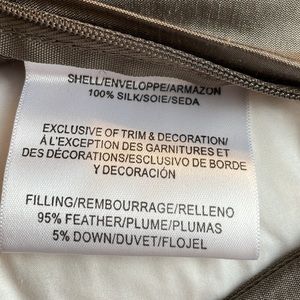 SHELL/ENVELOPPE/ARMAZON
100% SILK/SOIE/SEDA
EXCLUSIVE OF TRIM & DECORATION/
À L'EXCEPTION DES GARNITURES ET
DES DÉCORATIONS/ESCLUSIVO DE BORDE
Y DECORACIÓN
FILLING/REMBOURRAGE/RELLENO
95% FEATHER/PLUME/PLUMAS
5% DOWN/DUVET/FLOJEL